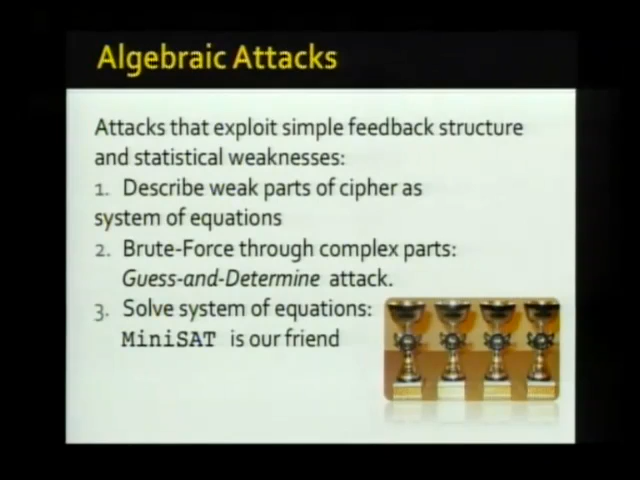 Algebraic Attacks
Attacks that exploit simple feedback structure
and statistical weaknesses:
1. Describe weak parts of cipher as
system of equations
2. Brute-Force through complex parts:
Guess-and-Determine attack.
3. Solve system of equations:
MiniSAT is our friend